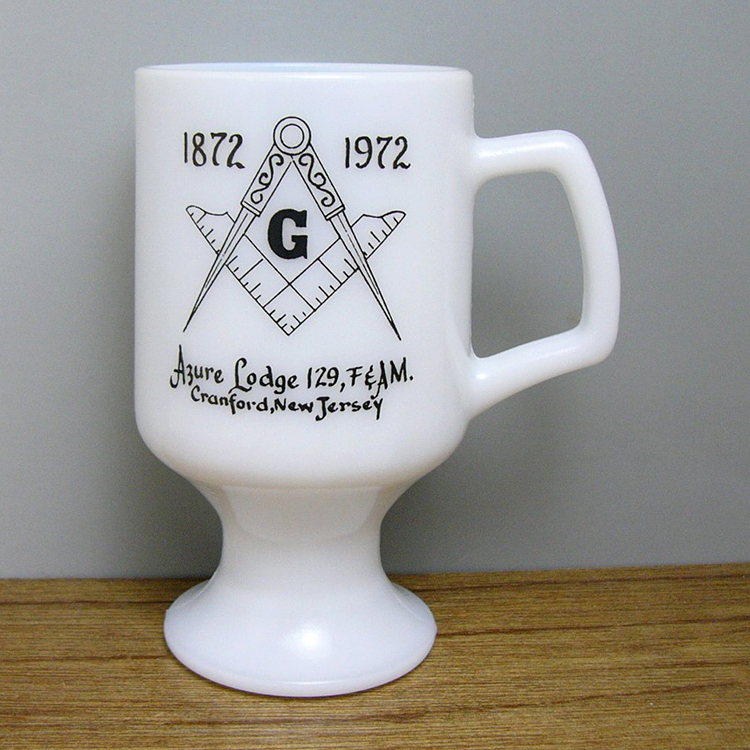 1872 1972
G
Azure Lodge 129, F&AM.
Cranford, New Jersey